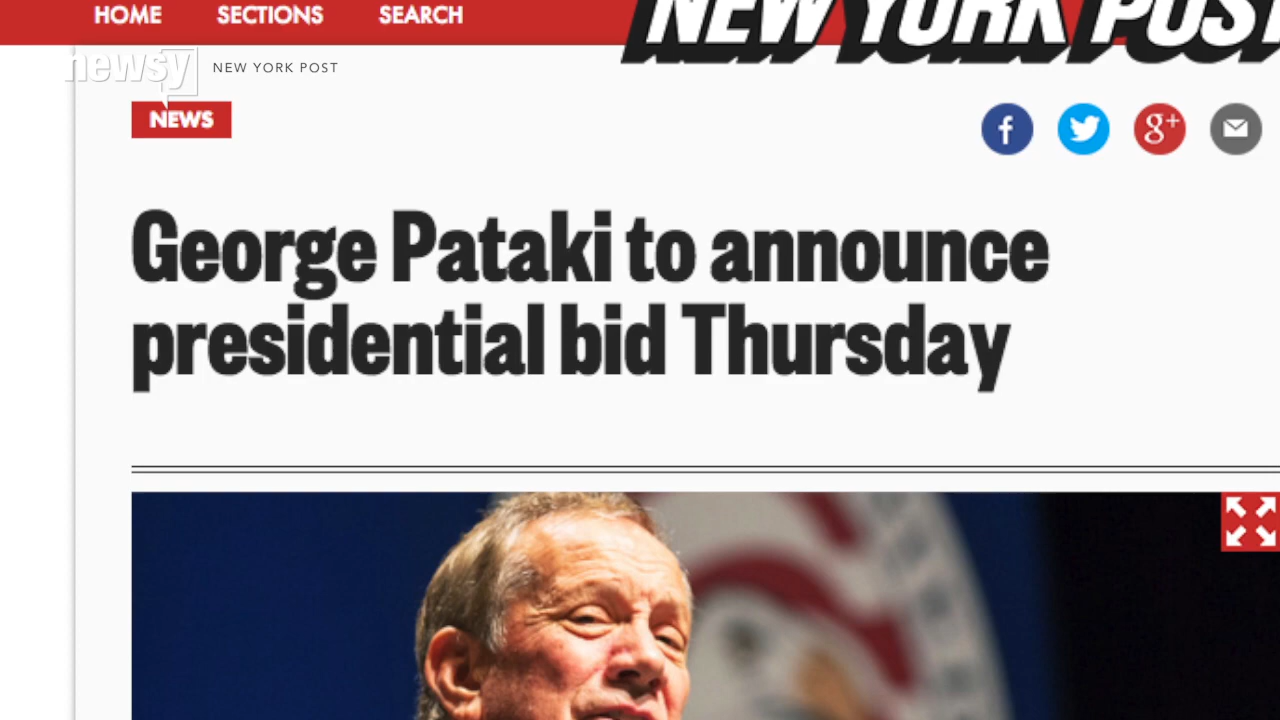 HOME SECTIONS SEARCH
NEW YORK POST
newsy NEW YORK POST
NEWS
f g+
George Pataki to announce
presidential bid Thursday